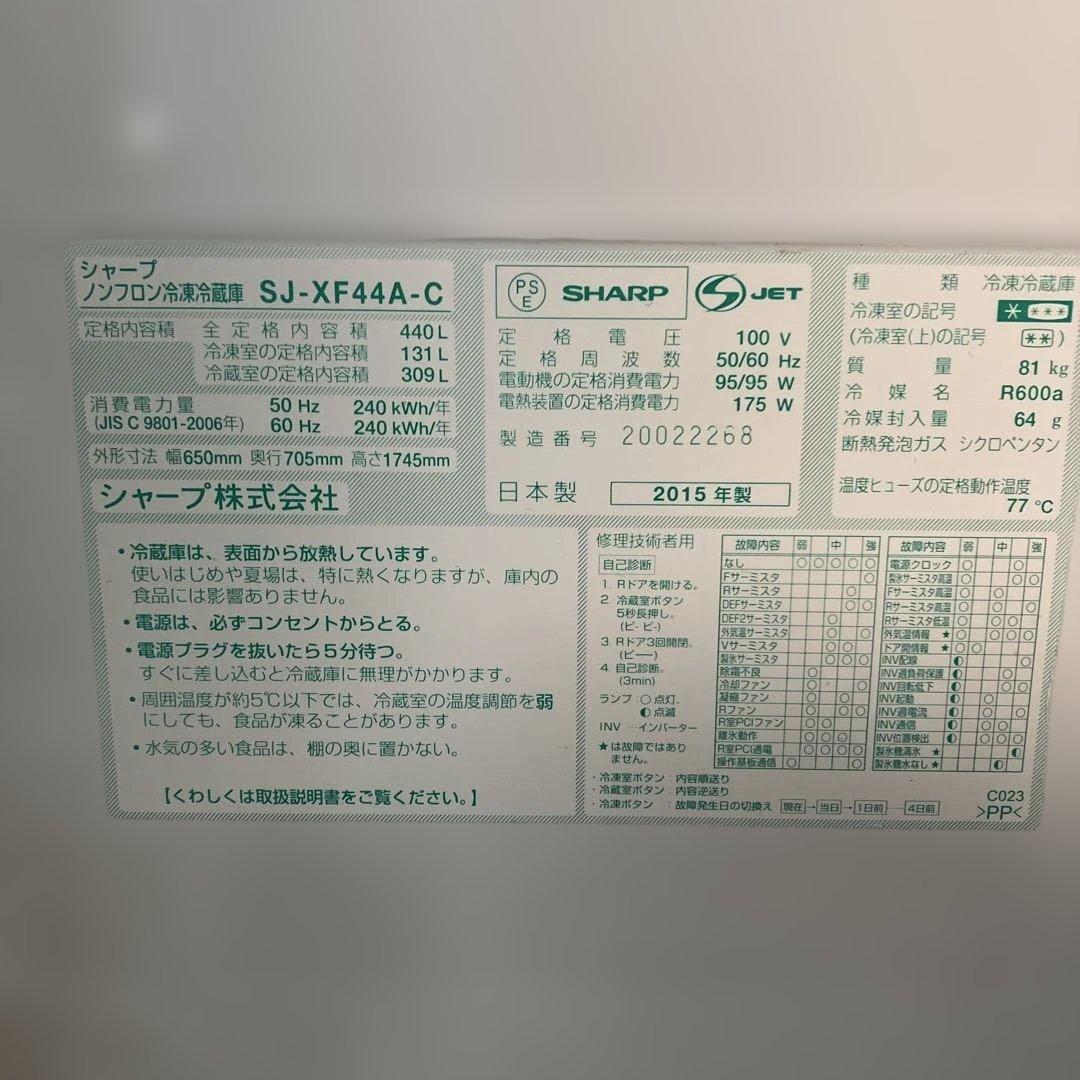 シャープ
ノンフロン冷凍冷蔵庫 SJ-XF44A-C
定格内容積 全定格内容積 440L
冷凍室の定格内容積 131L
冷蔵室の定格内容積 309L
消費電力量 50 Hz 240 kWh/年
(JIS C 9801-2006年) 60 Hz 240 kWh/年
外形寸法 幅650mm 奥行705mm 高さ1745mm
シャープ株式会社
PSE SHARP S JET
定格電圧 100 V
定格周波数 50/60 Hz
電動機の定格消費電力 95/95 W
電熱装置の定格消費電力 175 W
製造番号 20022268
日本製 2015年製
種類 冷凍冷蔵庫
冷凍室の記号 * ***
(冷凍室(上)の記号 **)
質量 81 kg
冷媒名 R600a
冷媒封入量 64 g
断熱発泡ガス シクロペンタン
温度ヒューズの定格動作温度
77 ℃
・冷蔵庫は、表面から放熱しています。
使いはじめや夏場は、特に熱くなりますが、庫内の
食品には影響ありません。
・電源は、必ずコンセントからとる。
・電源プラグを抜いたら5分待つ。
すぐに差し込むと冷蔵庫に無理がかかります。
・周囲温度が約5℃以下では、冷蔵室の温度調節を弱
にしても、食品が凍ることがあります。
・水気の多い食品は、棚の奥に置かない。
【くわしくは取扱説明書をご覧ください。】
修理技術者用
自己診断
1. Rドアを開ける。
2. 冷蔵室ボタン
5秒長押し。
(ピ-ピ-)
3. Rドア3回開閉。
(ピー)
4. 自己診断。
(3min)
ランプ:○点灯、
◐点滅
INV…インバーター
★は故障ではあり
ません。
故障内容 弱 中 強
なし ○ ○ ○ ○ ○
Fサーミスタ ○
Rサーミスタ ○
DEFサーミスタ ○ ○
DEF2サーミスタ ○
外気温サーミスタ ○ ○
Vサーミスタ ○ ○
製氷サーミスタ ○ ○ ○
除霜不良 ○
冷却ファン ○ ○
凝縮ファン ○ ○
Rファン ○ ○ ○
R室PCIファン ○ ○
離氷動作 ○ ○ ○
R室PCI通電 ○ ○ ○ ○
操作基板通信 ○
故障内容 弱 中 強
電源クロック ○ ○
製氷サーミスタ高温 ○ ○ ○
Fサーミスタ高温 ○ ○
Rサーミスタ高温 ○ ○ ○
Rサーミスタ低温 ○ ○ ○
外気温情報 ★ ○ ○ ○ ○
ドア開情報 ★ ○ ○
INV配線 ◐ ○
INV過負荷保護 ◐ ○
INV回転低下 ◐ ○ ○
INV起動 ◐ ○
INV過電流 ◐ ○ ○
INV通信 ◐ ○ ○
INV位置検出 ◐ ○ ○ ○
製氷機満氷 ★ ◐
製氷機水なし ★ ◐
・冷凍室ボタン:内容順送り
・冷蔵室ボタン:内容逆送り
・冷凍ボタン:故障発生日の切換え 現在→当日→1日前……4日前
C023
>PP<